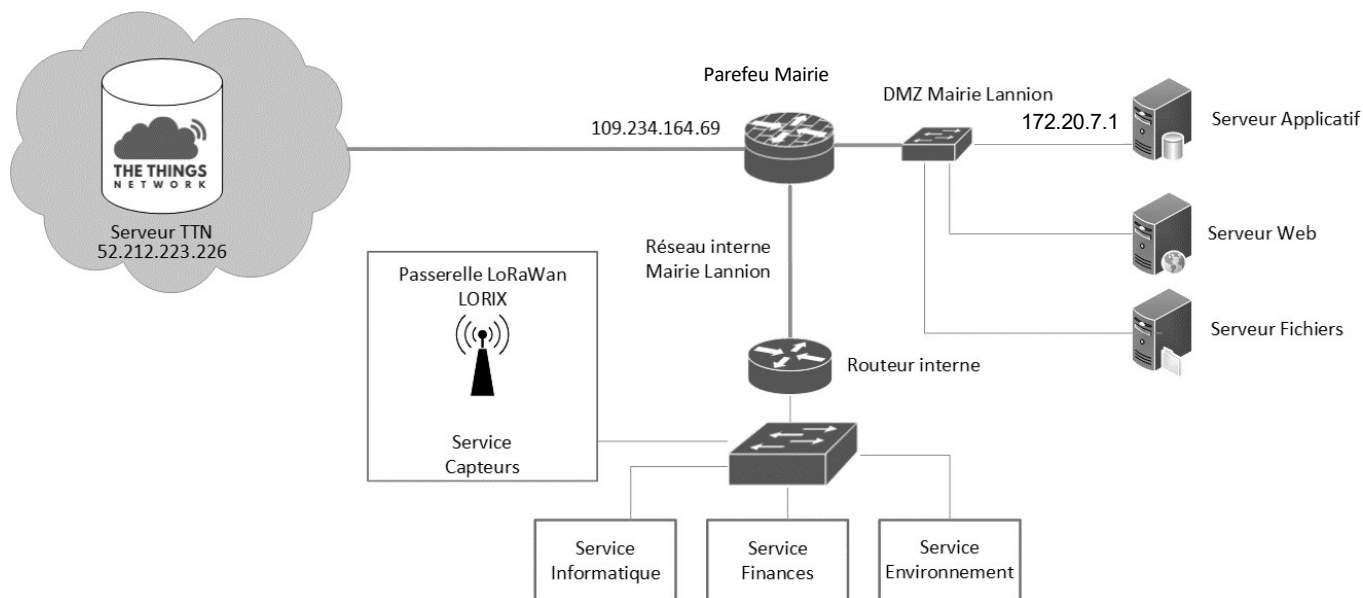 THE THINGS
NETWORK
Serveur TTN
52.212.223.226
109.234.164.69
Parefeu Mairie
DMZ Mairie Lannion
172.20.7.1
Serveur Applicatif
Serveur Web
Serveur Fichiers
Réseau interne
Mairie Lannion
Routeur interne
Passerelle LoRaWan
LORIX
Service
Capteurs
Service
Informatique
Service
Finances
Service
Environnement